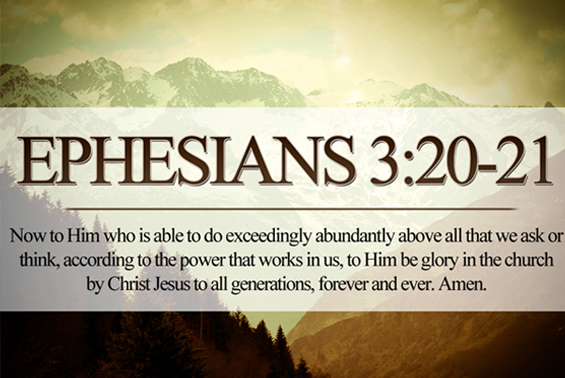 EPHESIANS 3:20-21
Now to Him who is able to do exceedingly abundantly above all that we ask or
think, according to the power that works in us, to Him be glory in the church
by Christ Jesus to all generations, forever and ever. Amen.